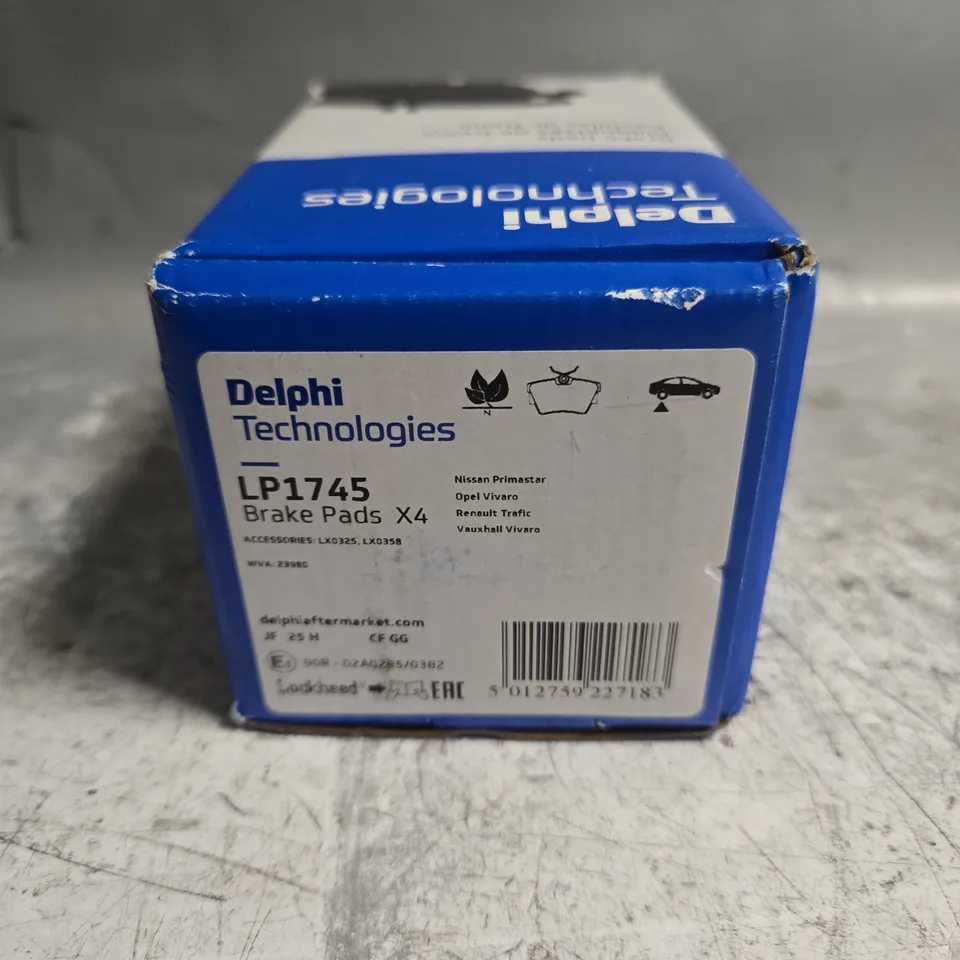 Delphi
Technologies
Delphi
Technologies
LP1745
Brake Pads X4
ACCESSORIES: LX0325, LX0358
WVA: 23980
Nissan Primastar
Opel Vivaro
Renault Trafic
Vauxhall Vivaro
N
delphiaftermarket.com
JF 25 H CF GG
90R - 02A0285/0382
Lockheed EAC
5 012759 227183